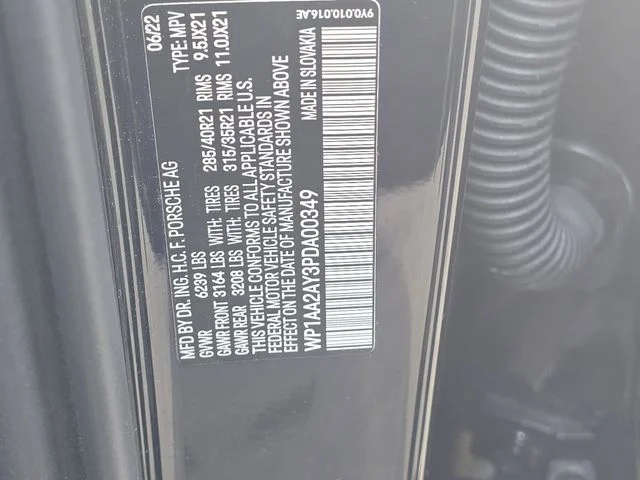 MFD BY DR. ING. H.C. F. PORSCHE AG 06/22
GVWR 6239 LBS TYPE: MPV
GAWR FRONT 3164 LBS WITH: TIRES 285/40R21 RIMS 9.5JX21
GAWR REAR 3208 LBS WITH: TIRES 315/35R21 RIMS 11.0JX21
THIS VEHICLE CONFORMS TO ALL APPLICABLE U.S.
FEDERAL MOTOR VEHICLE SAFETY STANDARDS IN
EFFECT ON THE DATE OF MANUFACTURE SHOWN ABOVE
WP1AA2AY3PDA00349 MADE IN SLOVAKIA
9Y0.010.016.AE